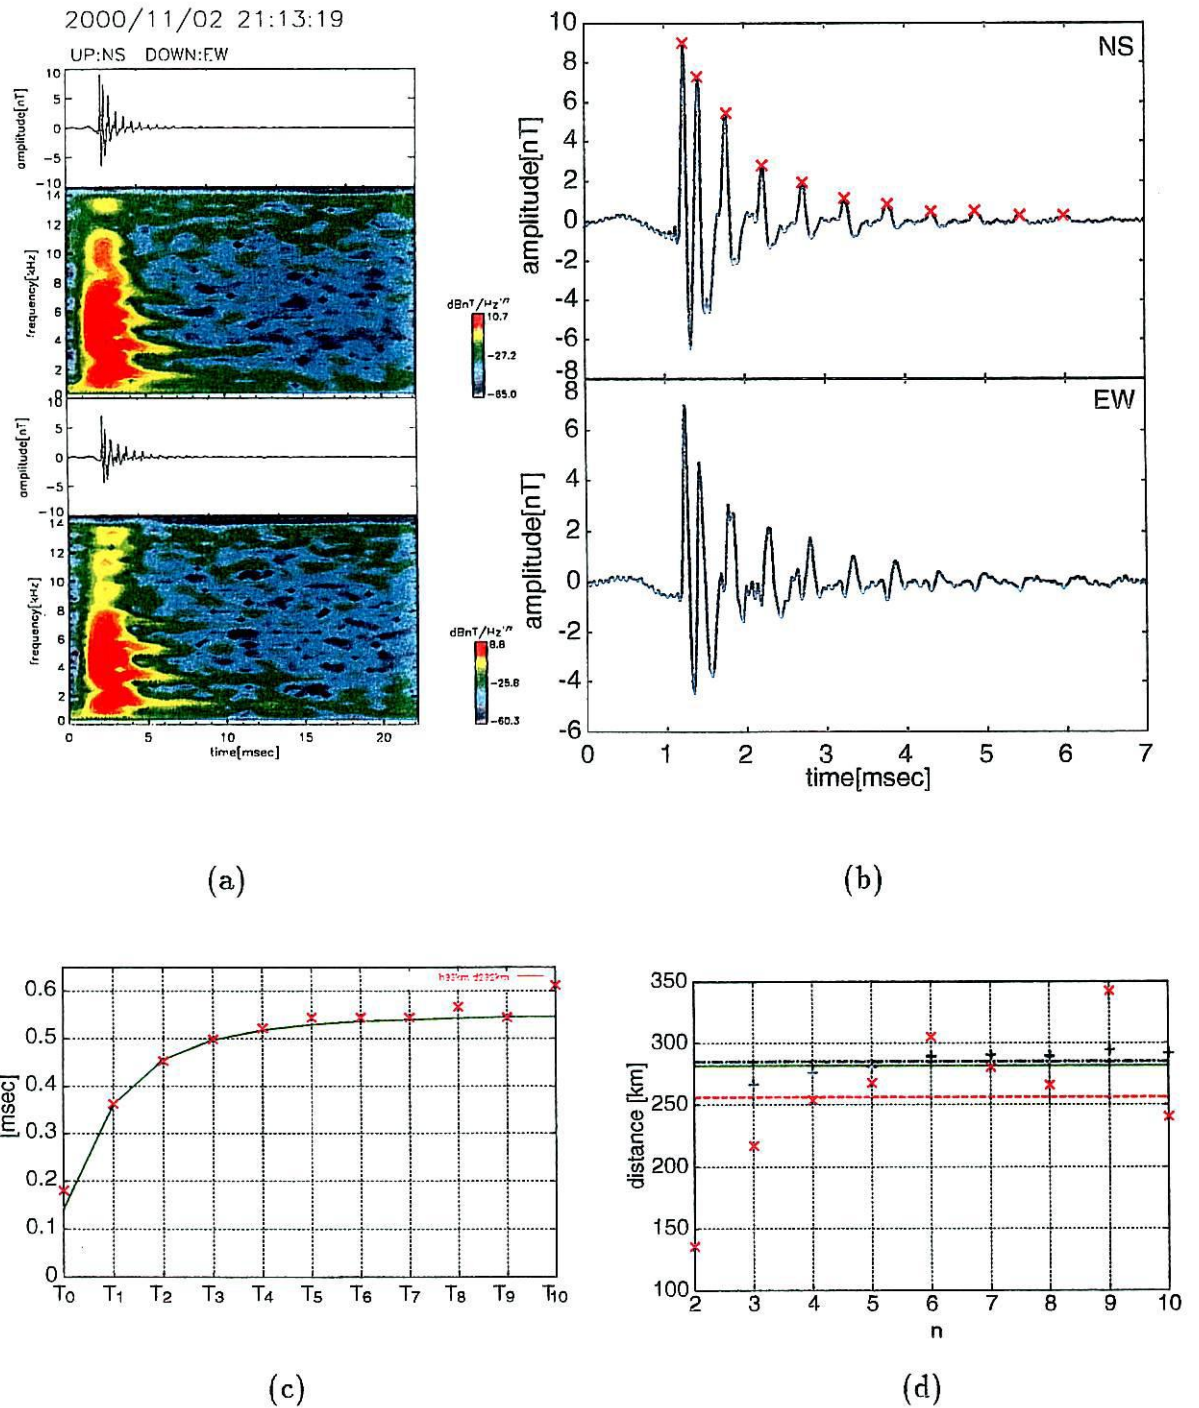 2000/11/02 21:13:19
UP:NS DOWN:EW
amplitude[nT]
10
5
0
−5
−10
frequency[kHz]
14
12
10
8
6
4
2
0
dBnT/Hz¹/²
10.7
−27.2
−65.0
amplitude[nT]
5
0
−5
−10
frequency[kHz]
14
12
10
8
6
4
2
0
dBnT/Hz¹/²
8.8
−25.8
−60.3
0 5 10 15 20
time[msec]
(a)
NS
amplitude[nT]
10
8
6
4
2
0
-2
-4
-6
-8
EW
amplitude[nT]
8
6
4
2
0
-2
-4
-6
0 1 2 3 4 5 6 7
time[msec]
(b)
[msec]
0.6
0.5
0.4
0.3
0.2
0.1
0
T0 T1 T2 T3 T4 T5 T6 T7 T8 T9 T10
(c)
distance [km]
350
300
250
200
150
100
2 3 4 5 6 7 8 9 10
n
(d)